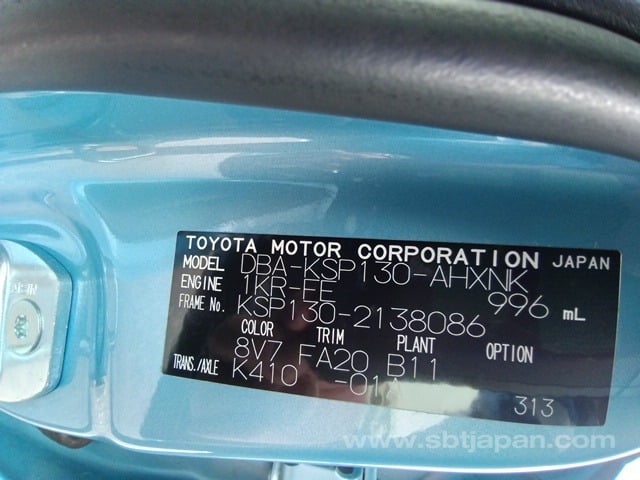 TOYOTA MOTOR CORPORATION JAPAN
MODEL DBA-KSP130-AHXNK
ENGINE 1KR-FE 996 mL
FRAME No. KSP130-2138086
COLOR TRIM PLANT OPTION
8V7 FA20 B11
TRANS./AXLE K410 -01A
313
www.sbtjapan.com